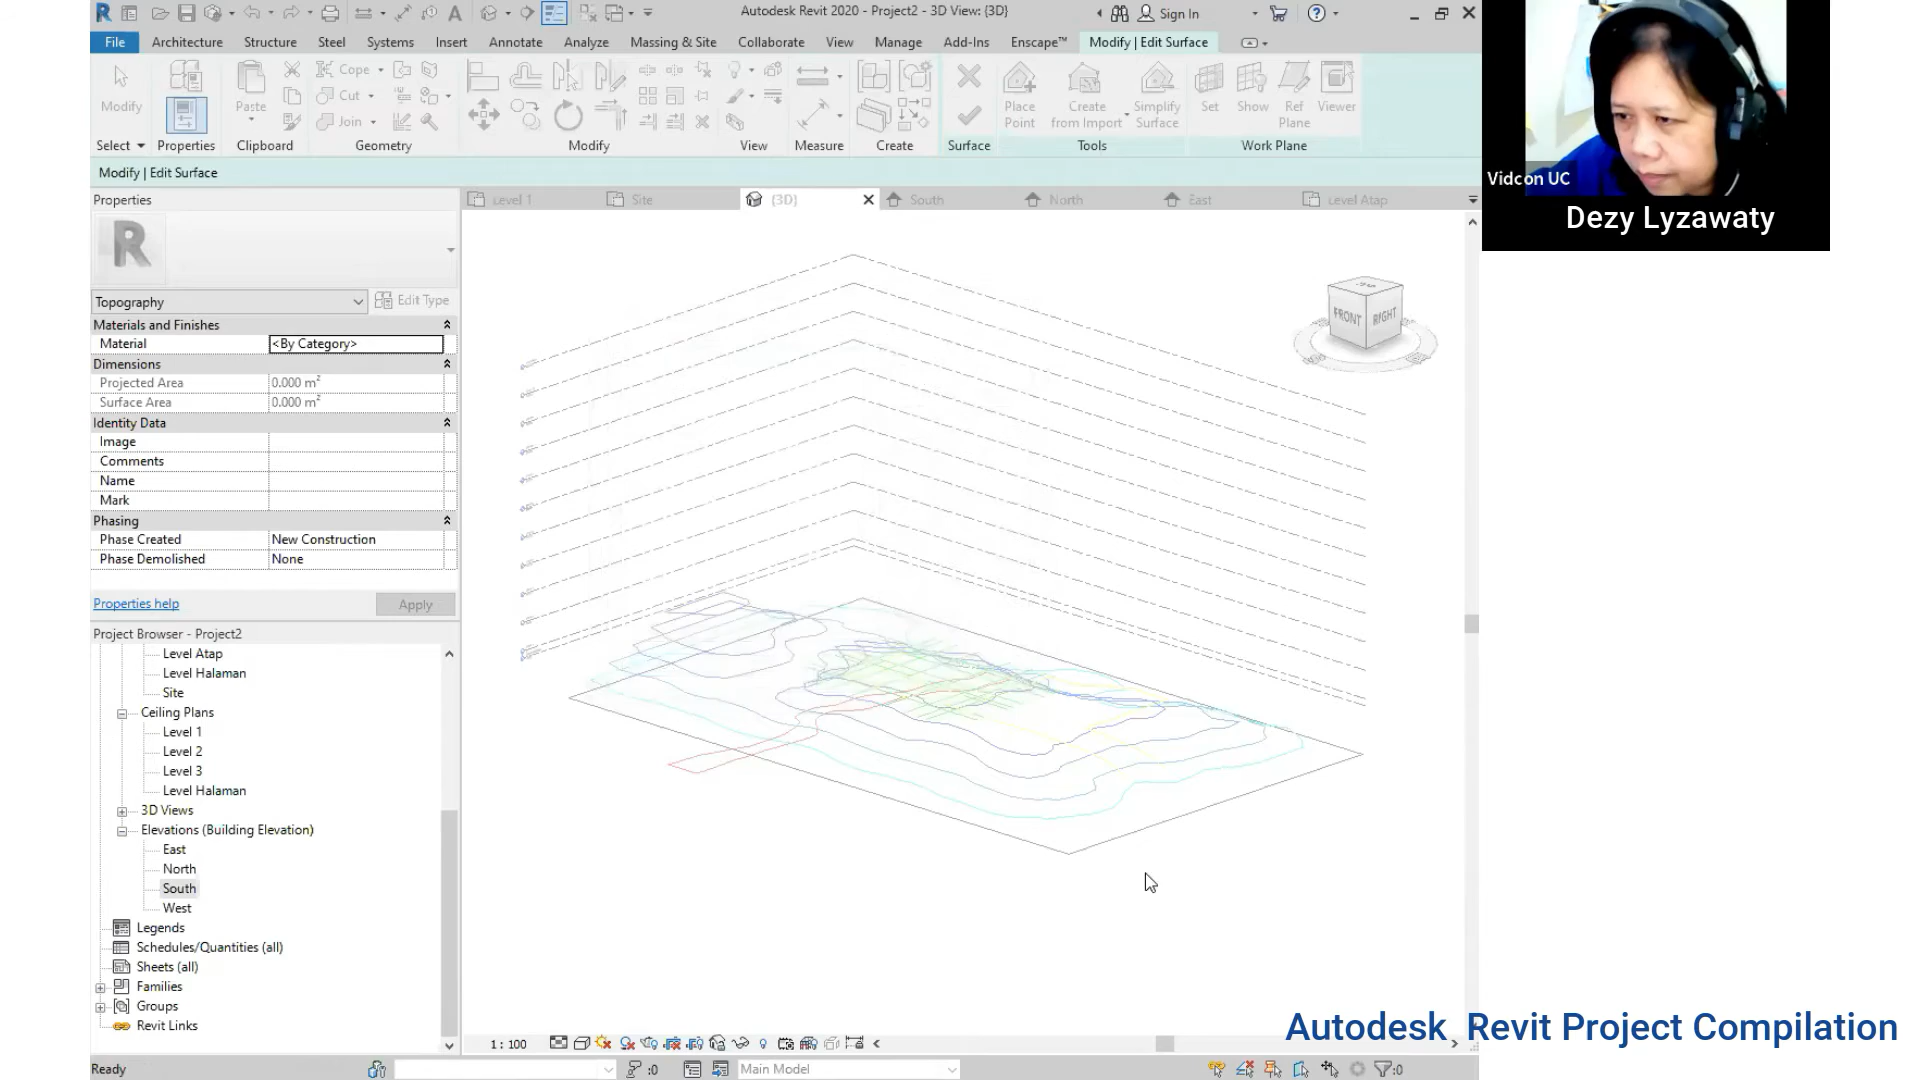 Autodesk Revit 2020 - Project2 - 3D View: {3D}
Sign In
File Architecture Structure Steel Systems Insert Annotate Analyze Massing & Site Collaborate View Manage Add-Ins Enscape™ Modify | Edit Surface
Modify
Paste
Cope
Cut
Join
Place Point
Create from Import
Simplify Surface
Set
Show
Ref Plane
Viewer
Select Properties Clipboard Geometry Modify View Measure Create Surface Tools Work Plane
Modify | Edit Surface
Properties
Level 1 Site {3D} South North East Level Atap
Topography
Edit Type
Materials and Finishes
Material <By Category>
Dimensions
Projected Area 0.000 m²
Surface Area 0.000 m²
Identity Data
Image
Comments
Name
Mark
Phasing
Phase Created New Construction
Phase Demolished None
Properties help
Apply
Project Browser - Project2
Level Atap
Level Halaman
Site
Ceiling Plans
Level 1
Level 2
Level 3
Level Halaman
3D Views
Elevations (Building Elevation)
East
North
South
West
Legends
Schedules/Quantities (all)
Sheets (all)
Families
Groups
Revit Links
FRONT RIGHT
1 : 100
Ready
:0
Main Model
:0
Vidcon UC
Dezy Lyzawaty
Autodesk Revit Project Compilation